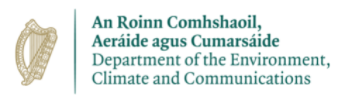 An Roinn Comhshaoil,
Aeráide agus Cumarsáide
Department of the Environment,
Climate and Communications